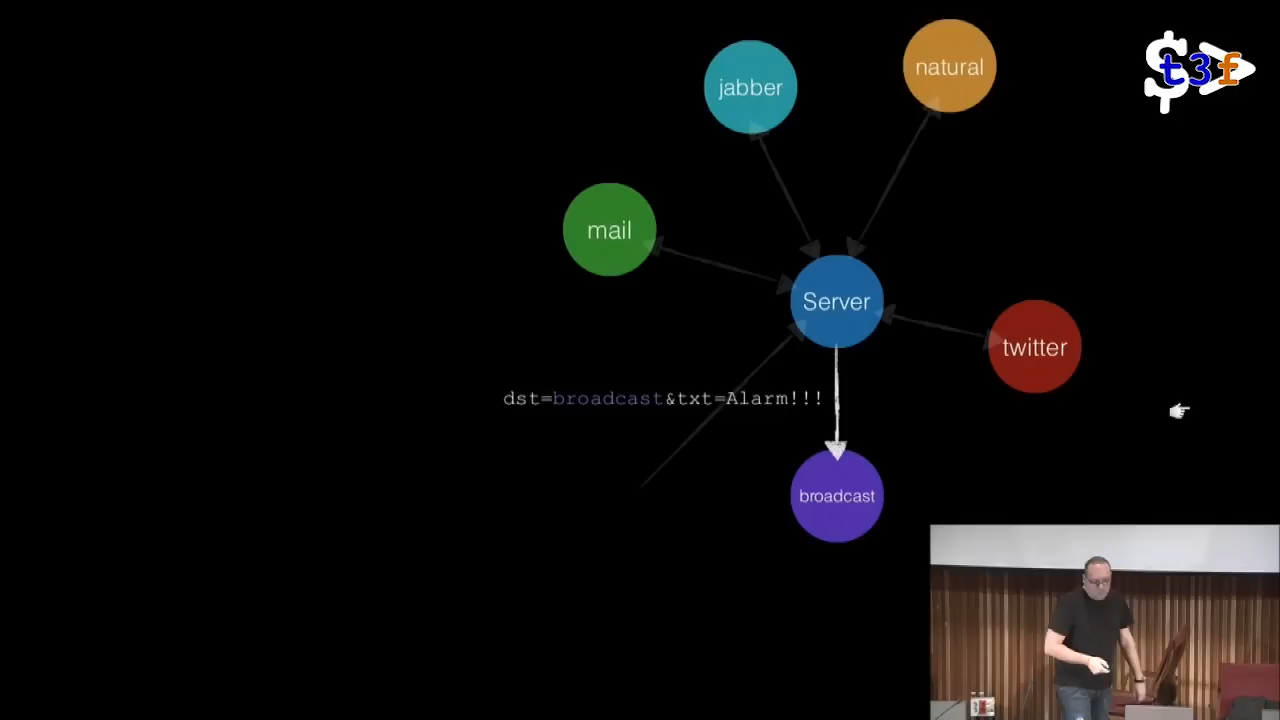 natural
jabber
$t3f
mail
Server
twitter
dst=broadcast&txt=Alarm!!!
broadcast